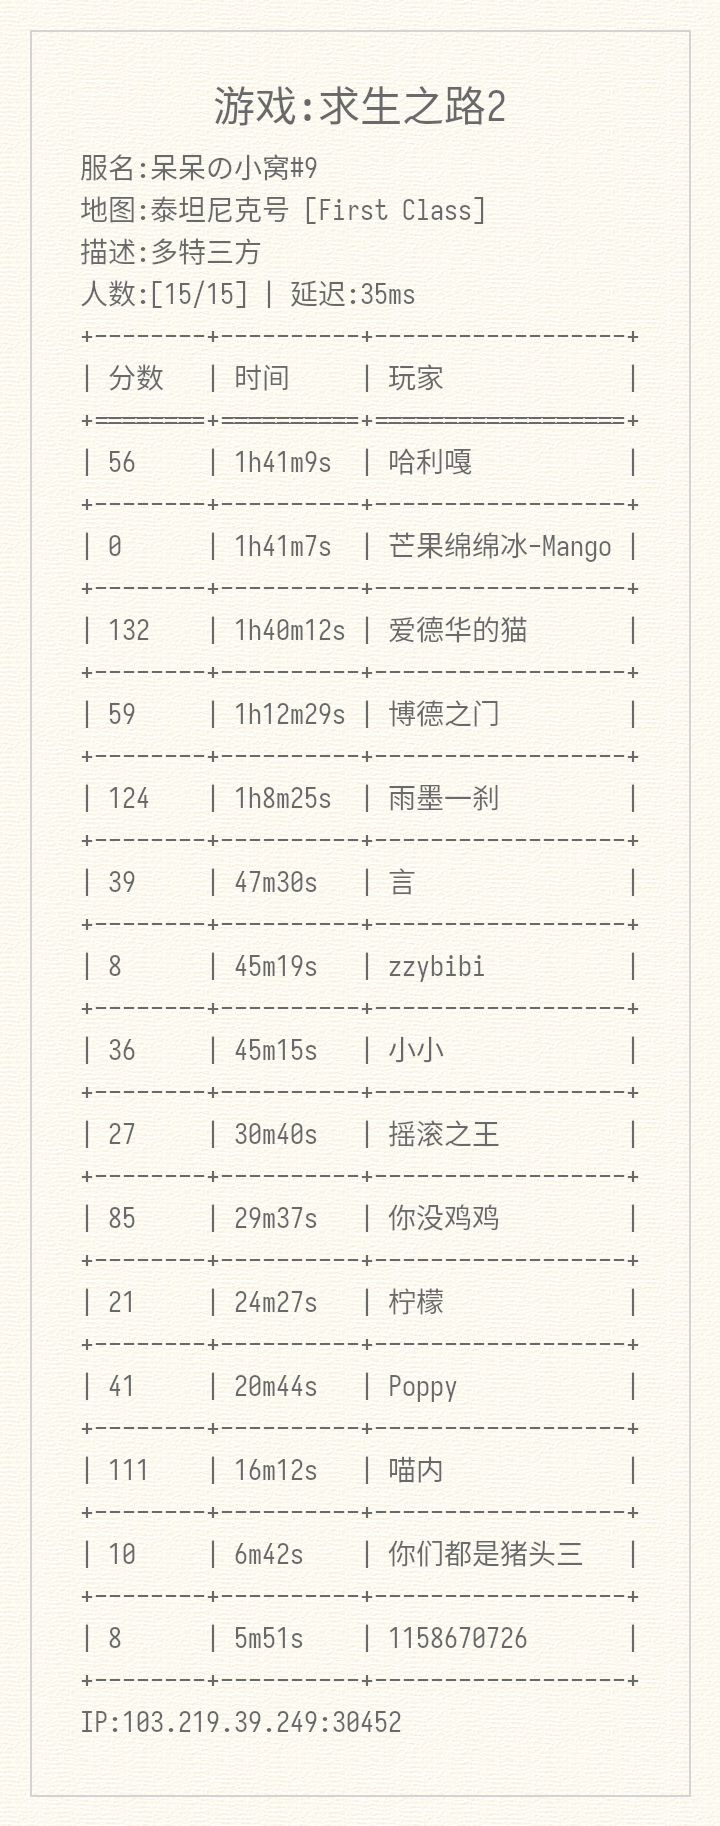 游戏:求生之路2
服名:呆呆の小窝#9
地图:泰坦尼克号 [First Class]
描述:多特三方
人数:[15/15] | 延迟:35ms
+--------+----------+------------------+
| 分数   | 时间     | 玩家             |
+========+==========+==================+
| 56     | 1h41m9s  | 哈利嘎           |
+--------+----------+------------------+
| 0      | 1h41m7s  | 芒果绵绵冰-Mango |
+--------+----------+------------------+
| 132    | 1h40m12s | 爱德华的猫       |
+--------+----------+------------------+
| 59     | 1h12m29s | 博德之门         |
+--------+----------+------------------+
| 124    | 1h8m25s  | 雨墨一刹         |
+--------+----------+------------------+
| 39     | 47m30s   | 言               |
+--------+----------+------------------+
| 8      | 45m19s   | zzybibi          |
+--------+----------+------------------+
| 36     | 45m15s   | 小小             |
+--------+----------+------------------+
| 27     | 30m40s   | 摇滚之王         |
+--------+----------+------------------+
| 85     | 29m37s   | 你没鸡鸡         |
+--------+----------+------------------+
| 21     | 24m27s   | 柠檬             |
+--------+----------+------------------+
| 41     | 20m44s   | Poppy            |
+--------+----------+------------------+
| 111    | 16m12s   | 喵内             |
+--------+----------+------------------+
| 10     | 6m42s    | 你们都是猪头三   |
+--------+----------+------------------+
| 8      | 5m51s    | 1158670726       |
+--------+----------+------------------+
IP:103.219.39.249:30452